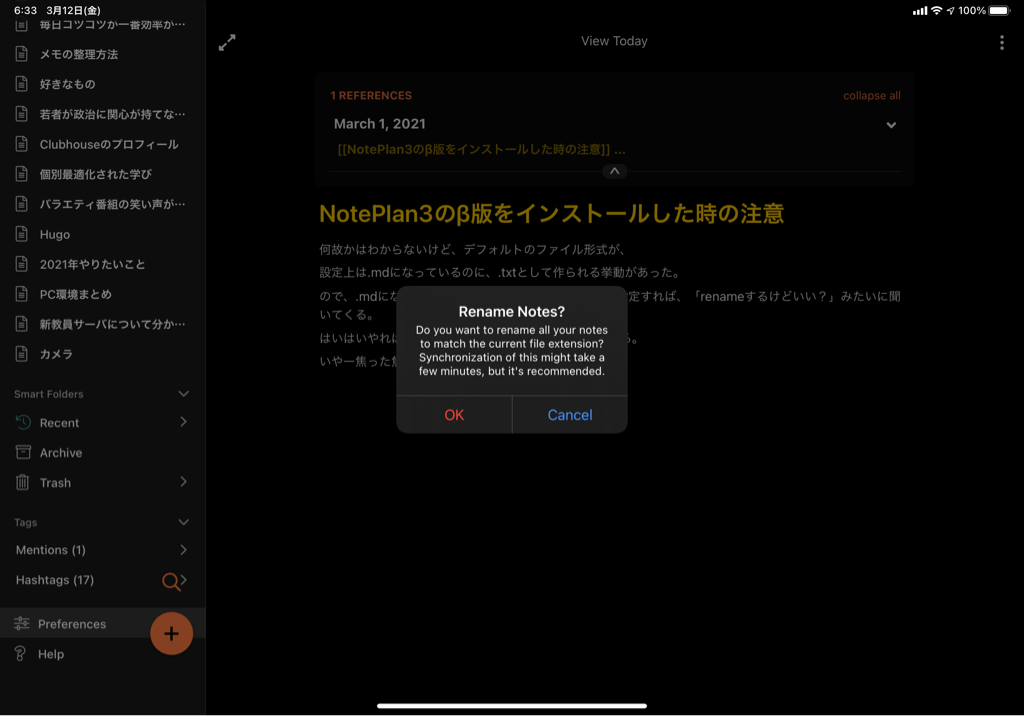 6:33 3月12日(金)
100%
毎日コツコツが一番効率か…
メモの整理方法
好きなもの
若者が政治に関心が持てな…
Clubhouseのプロフィール
個別最適化された学び
バラエティ番組の笑い声が…
Hugo
2021年やりたいこと
PC環境まとめ
新教員サーバについて分か…
カメラ
Smart Folders
Recent
Archive
Trash
Tags
Mentions (1)
Hashtags (17)
Preferences
Help
View Today
1 REFERENCES
collapse all
March 1, 2021
[[NotePlan3のβ版をインストールした時の注意]] ...
NotePlan3のβ版をインストールした時の注意
何故かはわからないけど、デフォルトのファイル形式が、
設定上は.mdになっているのに、.txtとして作られる挙動があった。
ので、.mdにな 定すれば、「renameするけどいい？」みたいに聞
いてくる。
はいはいやれに る。
いや一焦った
Rename Notes?
Do you want to rename all your notes
to match the current file extension?
Synchronization of this might take a
few minutes, but it's recommended.
OK
Cancel